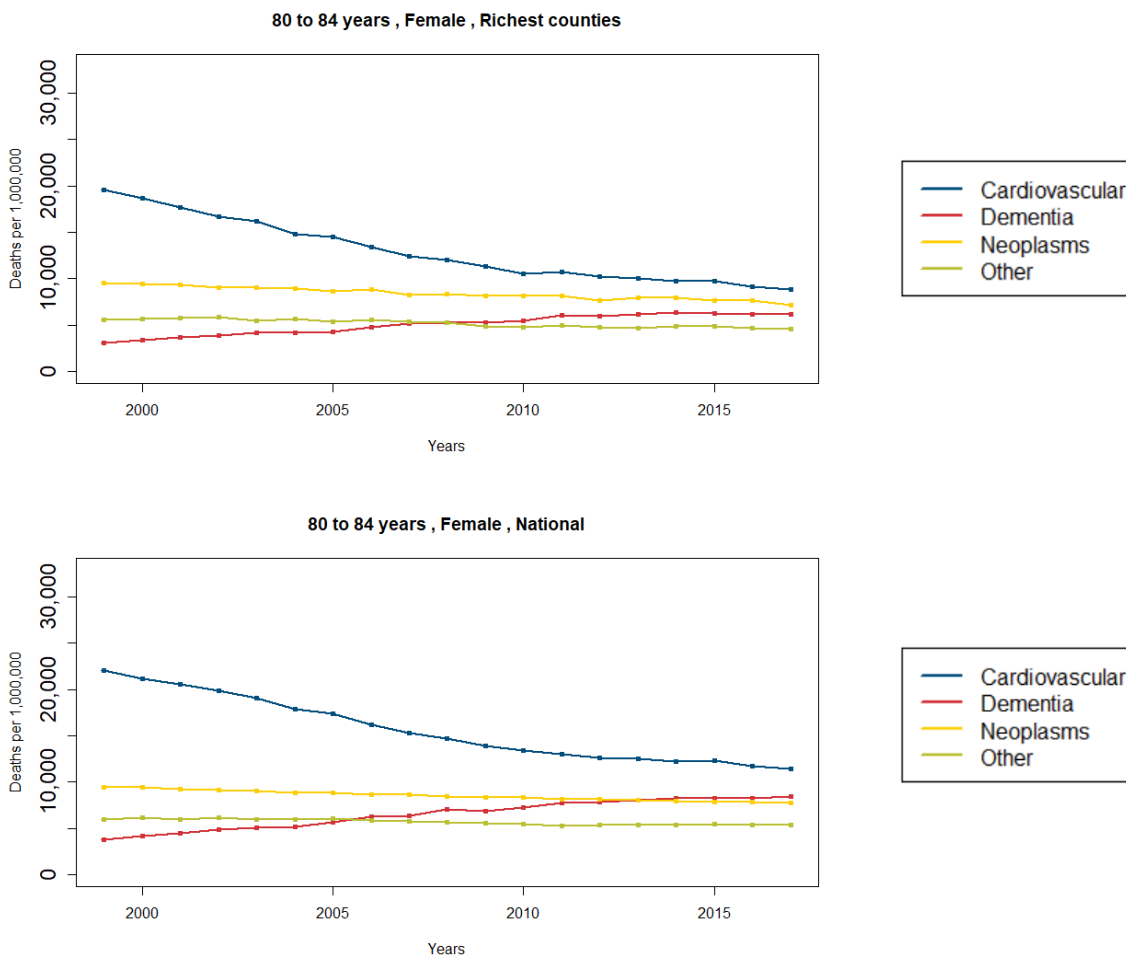 80 to 84 years , Female , Richest counties
30,000
20,000
10,000
0
Deaths per 1,000,000
2000 2005 2010 2015
Years
Cardiovascular
Dementia
Neoplasms
Other
80 to 84 years , Female , National
30,000
20,000
10,000
0
Deaths per 1,000,000
2000 2005 2010 2015
Years
Cardiovascular
Dementia
Neoplasms
Other